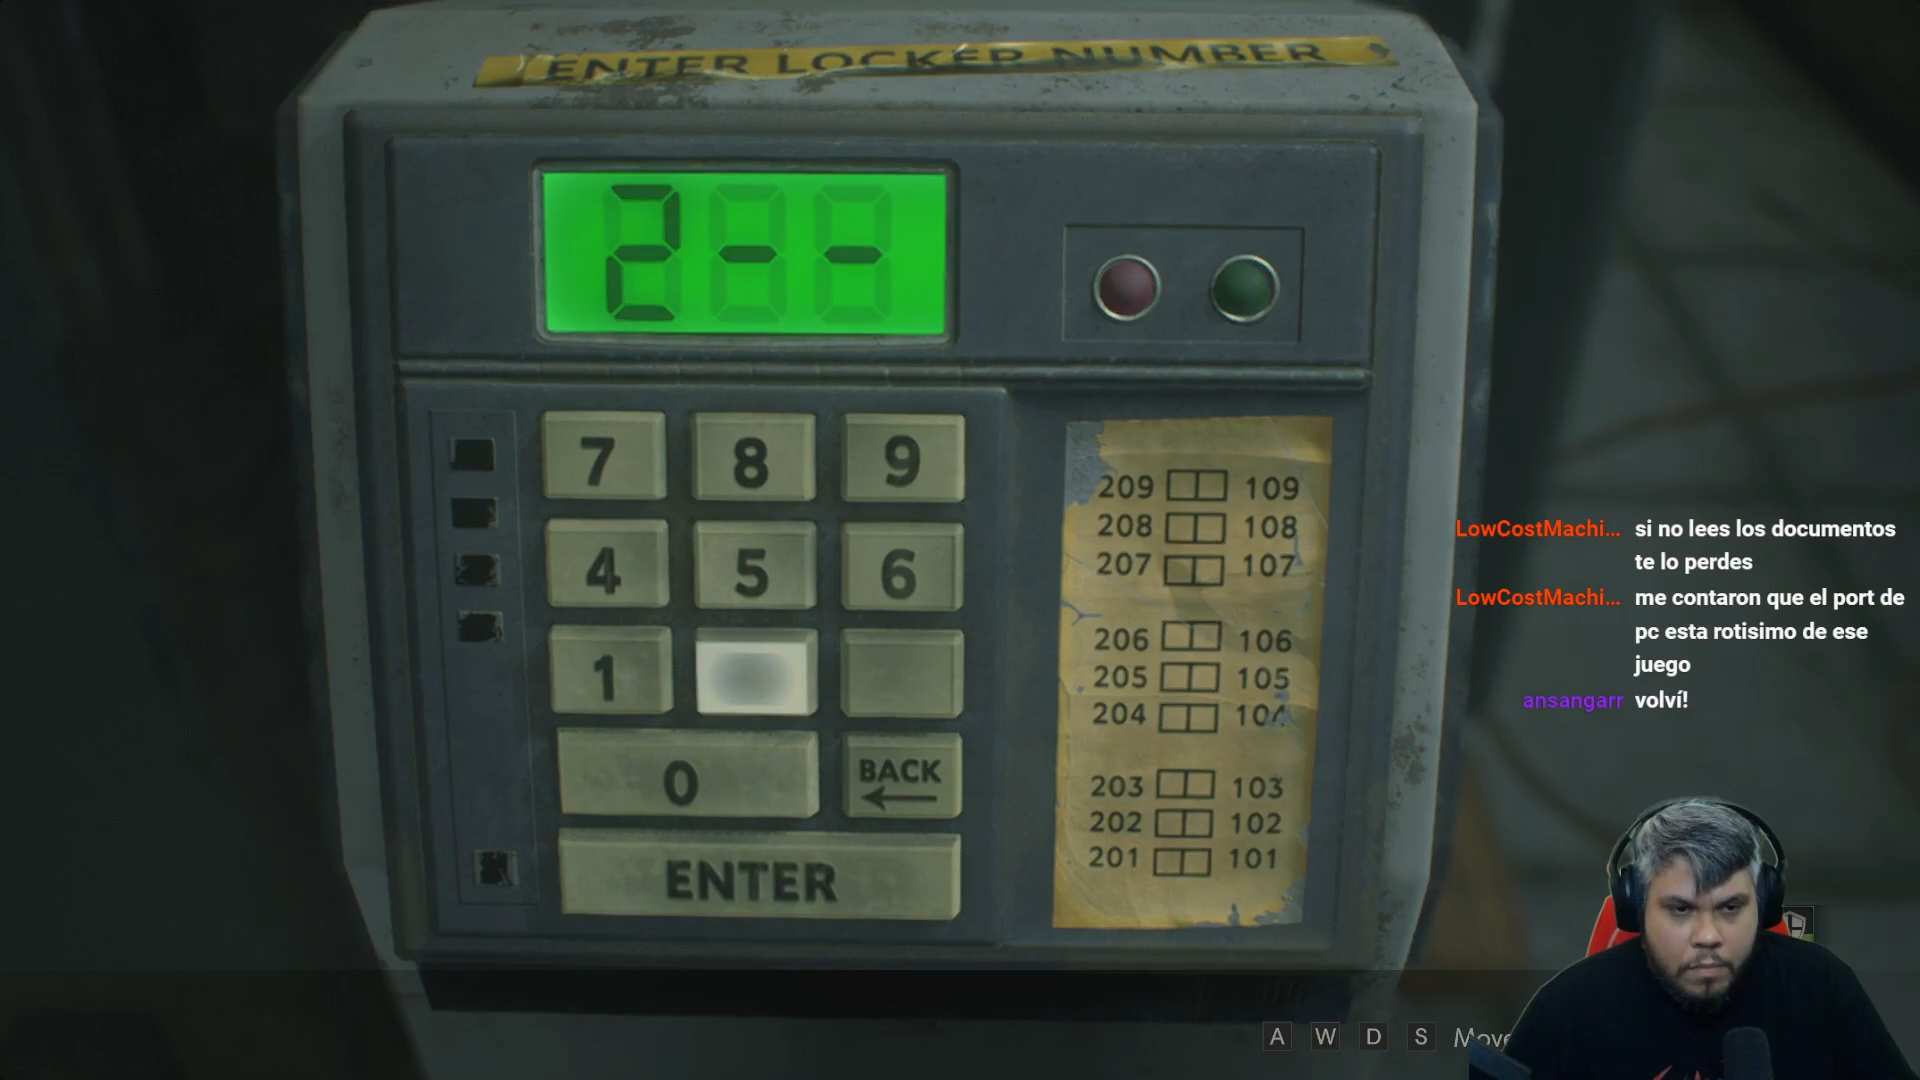 ENTER LOCKER NUMBER
2--
7 8 9
4 5 6
1
0 BACK
ENTER
209 109
208 108
207 107
206 106
205 105
204 104
203 103
202 102
201 101
LowCostMachi... si no lees los documentos
te lo perdes
LowCostMachi... me contaron que el port de
pc esta rotisimo de ese
juego
ansangarr volví!
A W D S Move